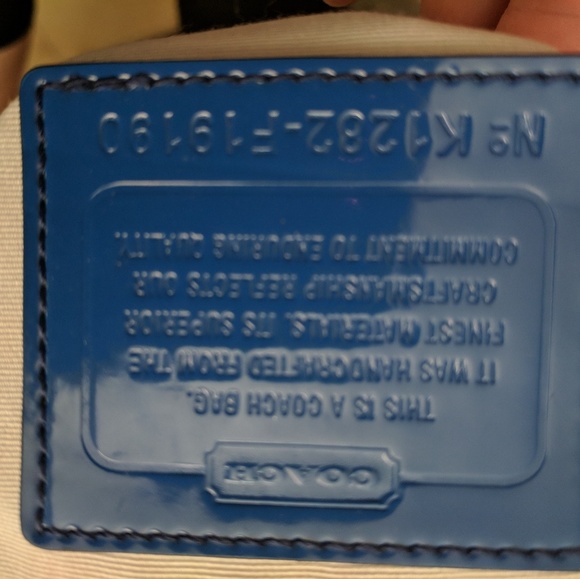 COACH
THIS IS A COACH BAG.
IT WAS HANDCRAFTED FROM THE
FINEST MATERIALS. ITS SUPERIOR
CRAFTSMANSHIP REFLECTS OUR
COMMITMENT TO ENDURING QUALITY.
Nº K1282-F19190